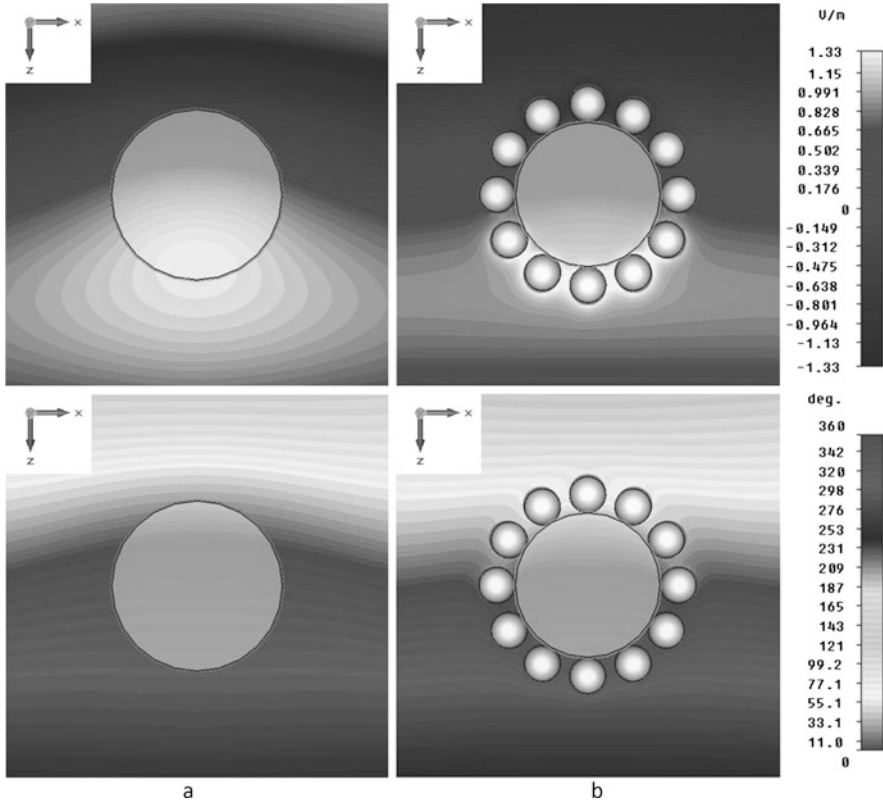 x
z
x
z
V/m
1.33
1.15
0.991
0.828
0.665
0.502
0.339
0.176
0
-0.149
-0.312
-0.475
-0.638
-0.801
-0.964
-1.13
-1.33
x
z
x
z
deg.
360
342
320
298
276
253
231
209
187
165
143
121
99.2
77.1
55.1
33.1
11.0
0
a
b